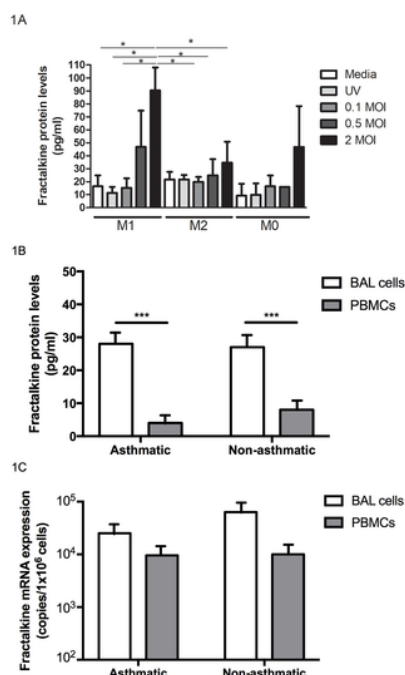 1A
* *
* *
* *
Fractalkine protein levels
(pg/ml)
110
100
90
80
70
60
50
40
30
20
10
0
Media
UV
0.1 MOI
0.5 MOI
2 MOI
M1 M2 M0
1B
Fractalkine protein levels
(pg/ml)
40
30
20
10
0
*** ***
BAL cells
PBMCs
Asthmatic Non-asthmatic
1C
Fractalkine mRNA expression
(copies/1x10⁶ cells)
10⁵
10⁴
10³
10²
BAL cells
PBMCs
Asthmatic Non-asthmatic